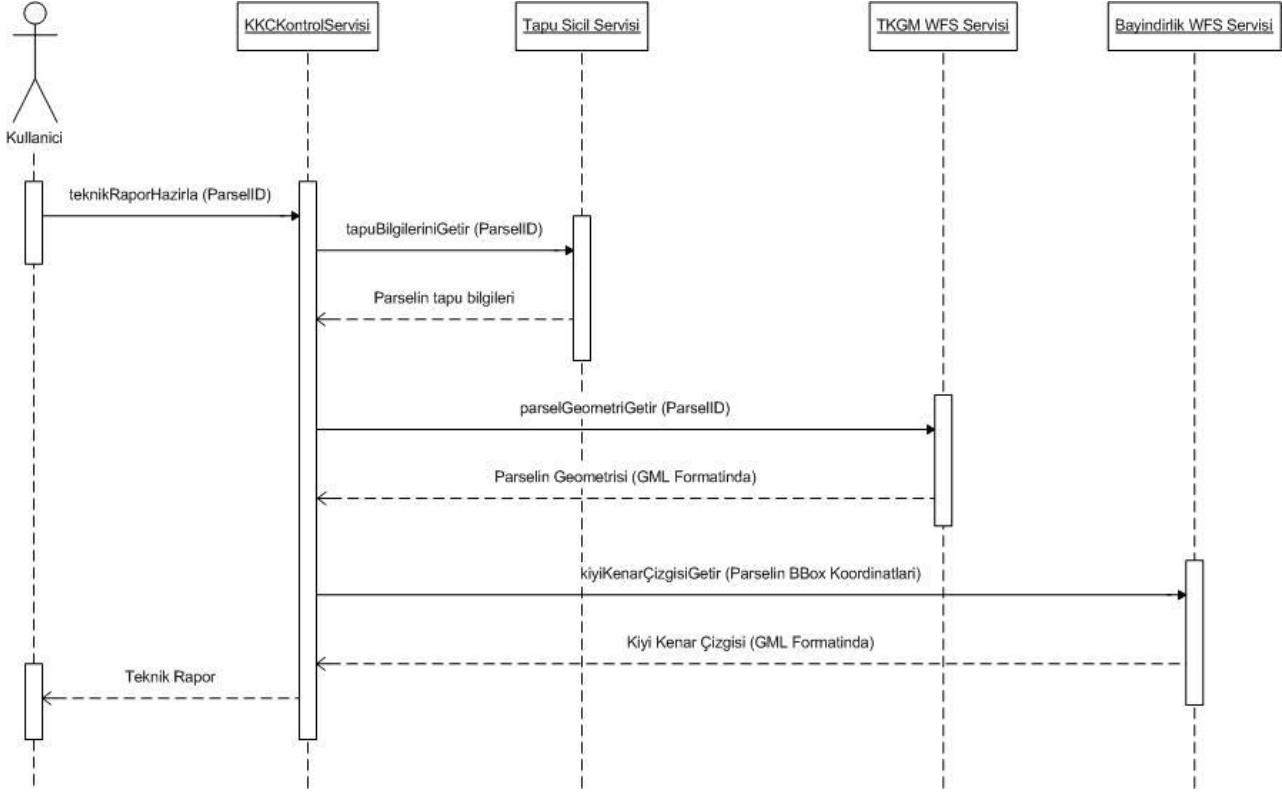 KKCKontrolServisi
Tapu Sicil Servisi
TKGM WFS Servisi
Bayindirlik WFS Servisi
Kullanici
teknikRaporHazirla (ParselID)
tapuBilgileriniGetir (ParselID)
Parselin tapu bilgileri
parselGeometriGetir (ParselID)
Parselin Geometrisi (GML Formatinda)
kiyiKenarÇizgisiGetir (Parselin BBox Koordinatlari)
Kiyi Kenar Çizgisi (GML Formatinda)
Teknik Rapor